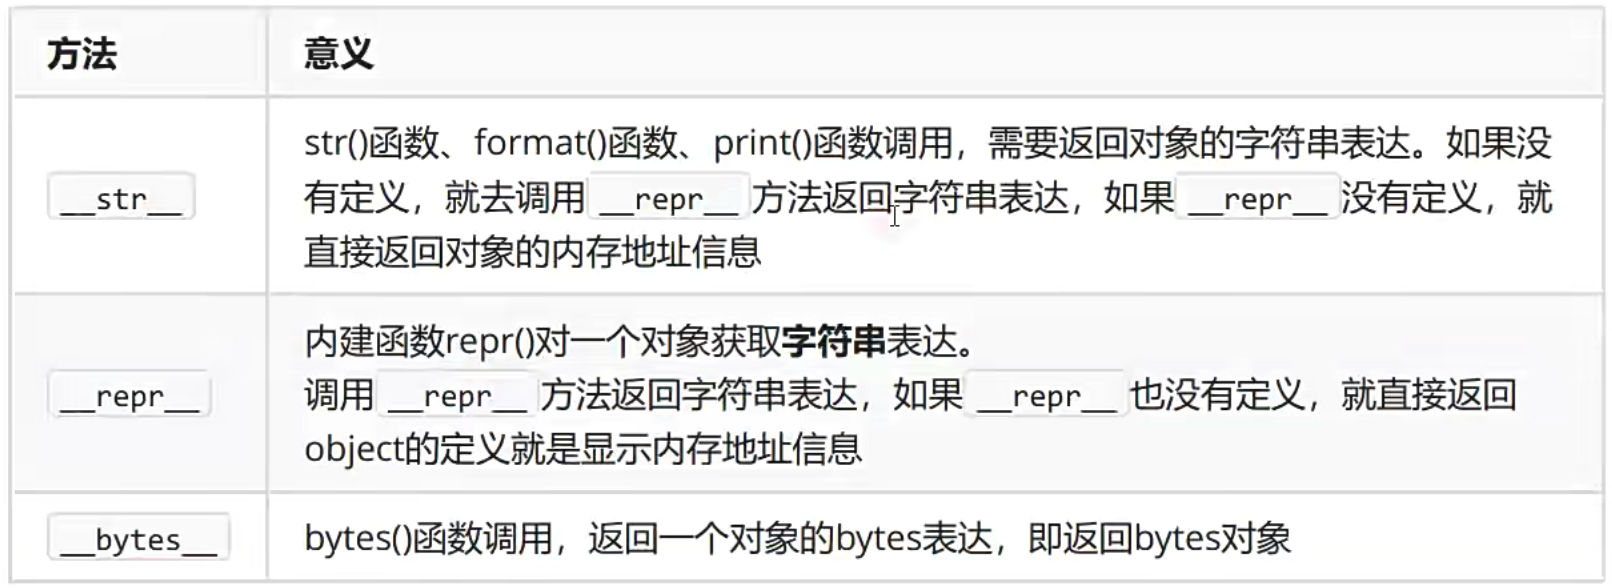 方法
意义
__str__
str()函数、format()函数、print()函数调用，需要返回对象的字符串表达。如果没
有定义，就去调用 __repr__ 方法返回字符串表达，如果 __repr__ 没有定义，就
直接返回对象的内存地址信息
__repr__
内建函数repr()对一个对象获取字符串表达。
调用 __repr__ 方法返回字符串表达，如果 __repr__ 也没有定义，就直接返回
object的定义就是显示内存地址信息
__bytes__
bytes()函数调用，返回一个对象的bytes表达，即返回bytes对象